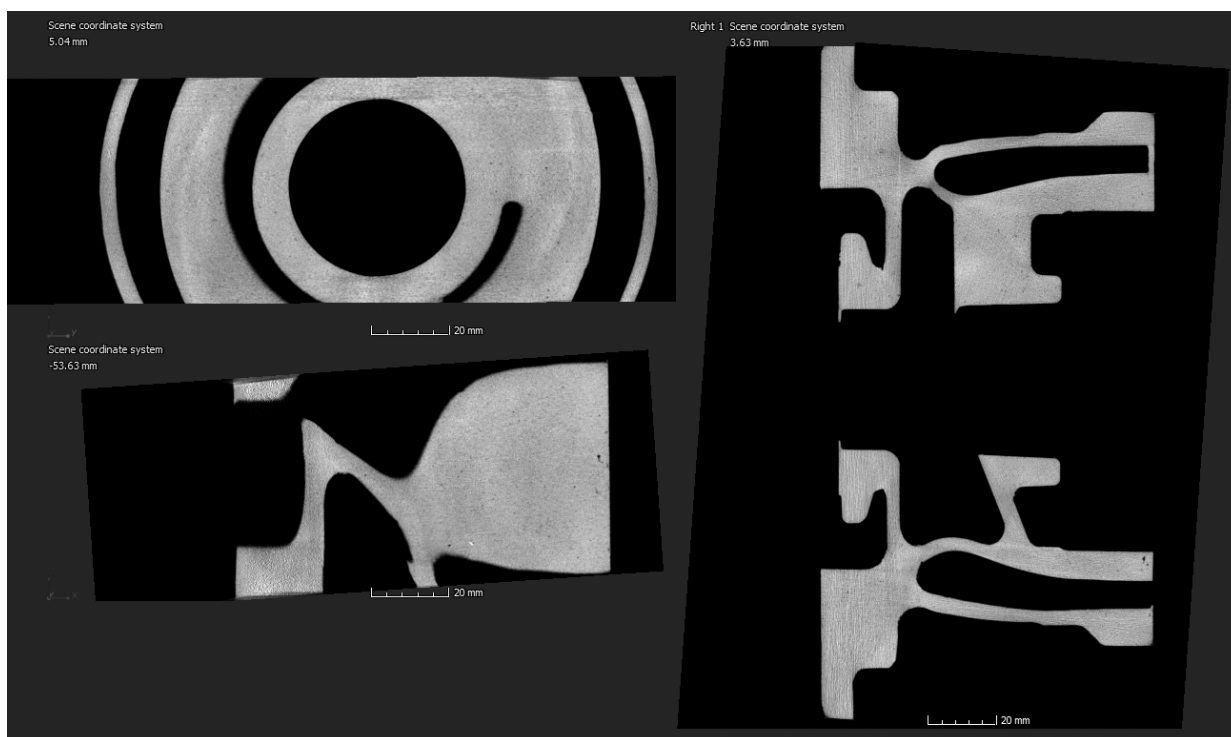 Scene coordinate system
5.04 mm
20 mm
Scene coordinate system
-53.63 mm
20 mm
Right 1 Scene coordinate system
3.63 mm
20 mm